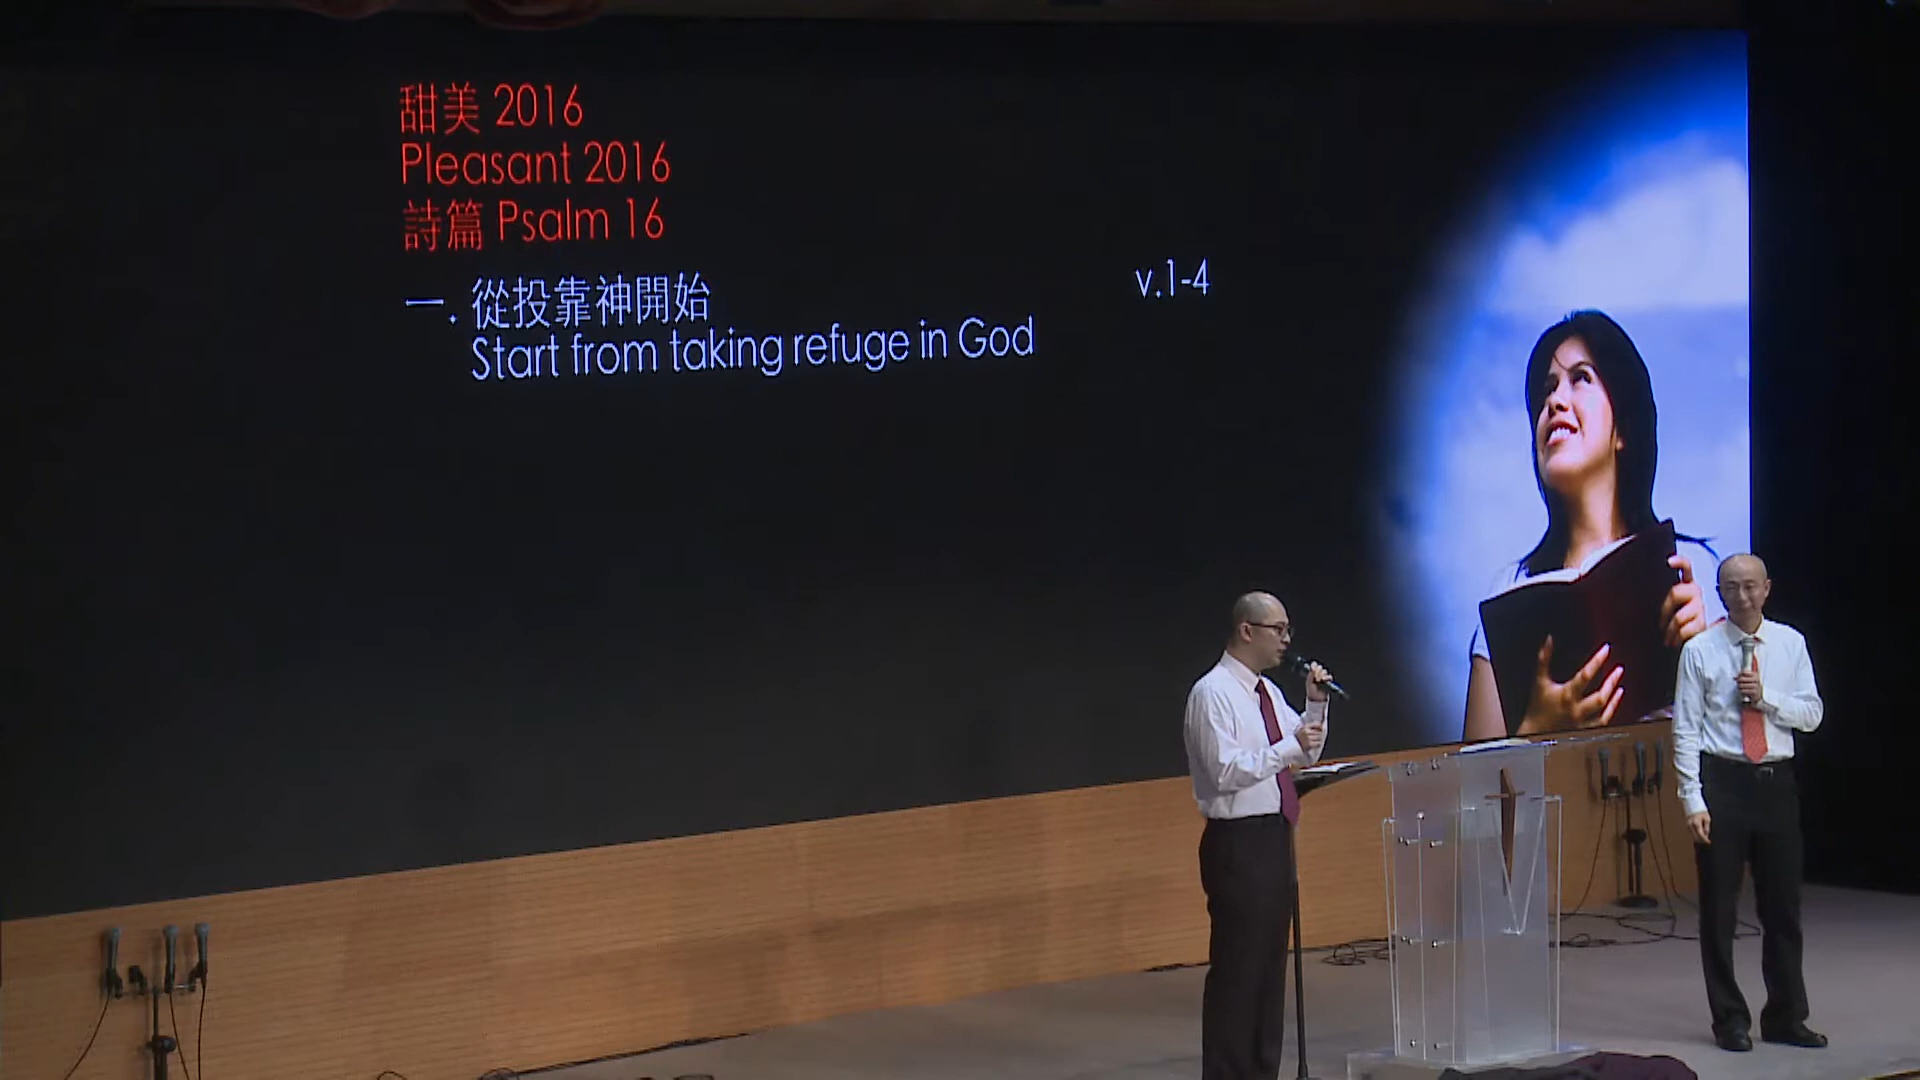 甜美 2016
Pleasant 2016
詩篇 Psalm 16
一. 從投靠神開始 v.1-4
Start from taking refuge in God